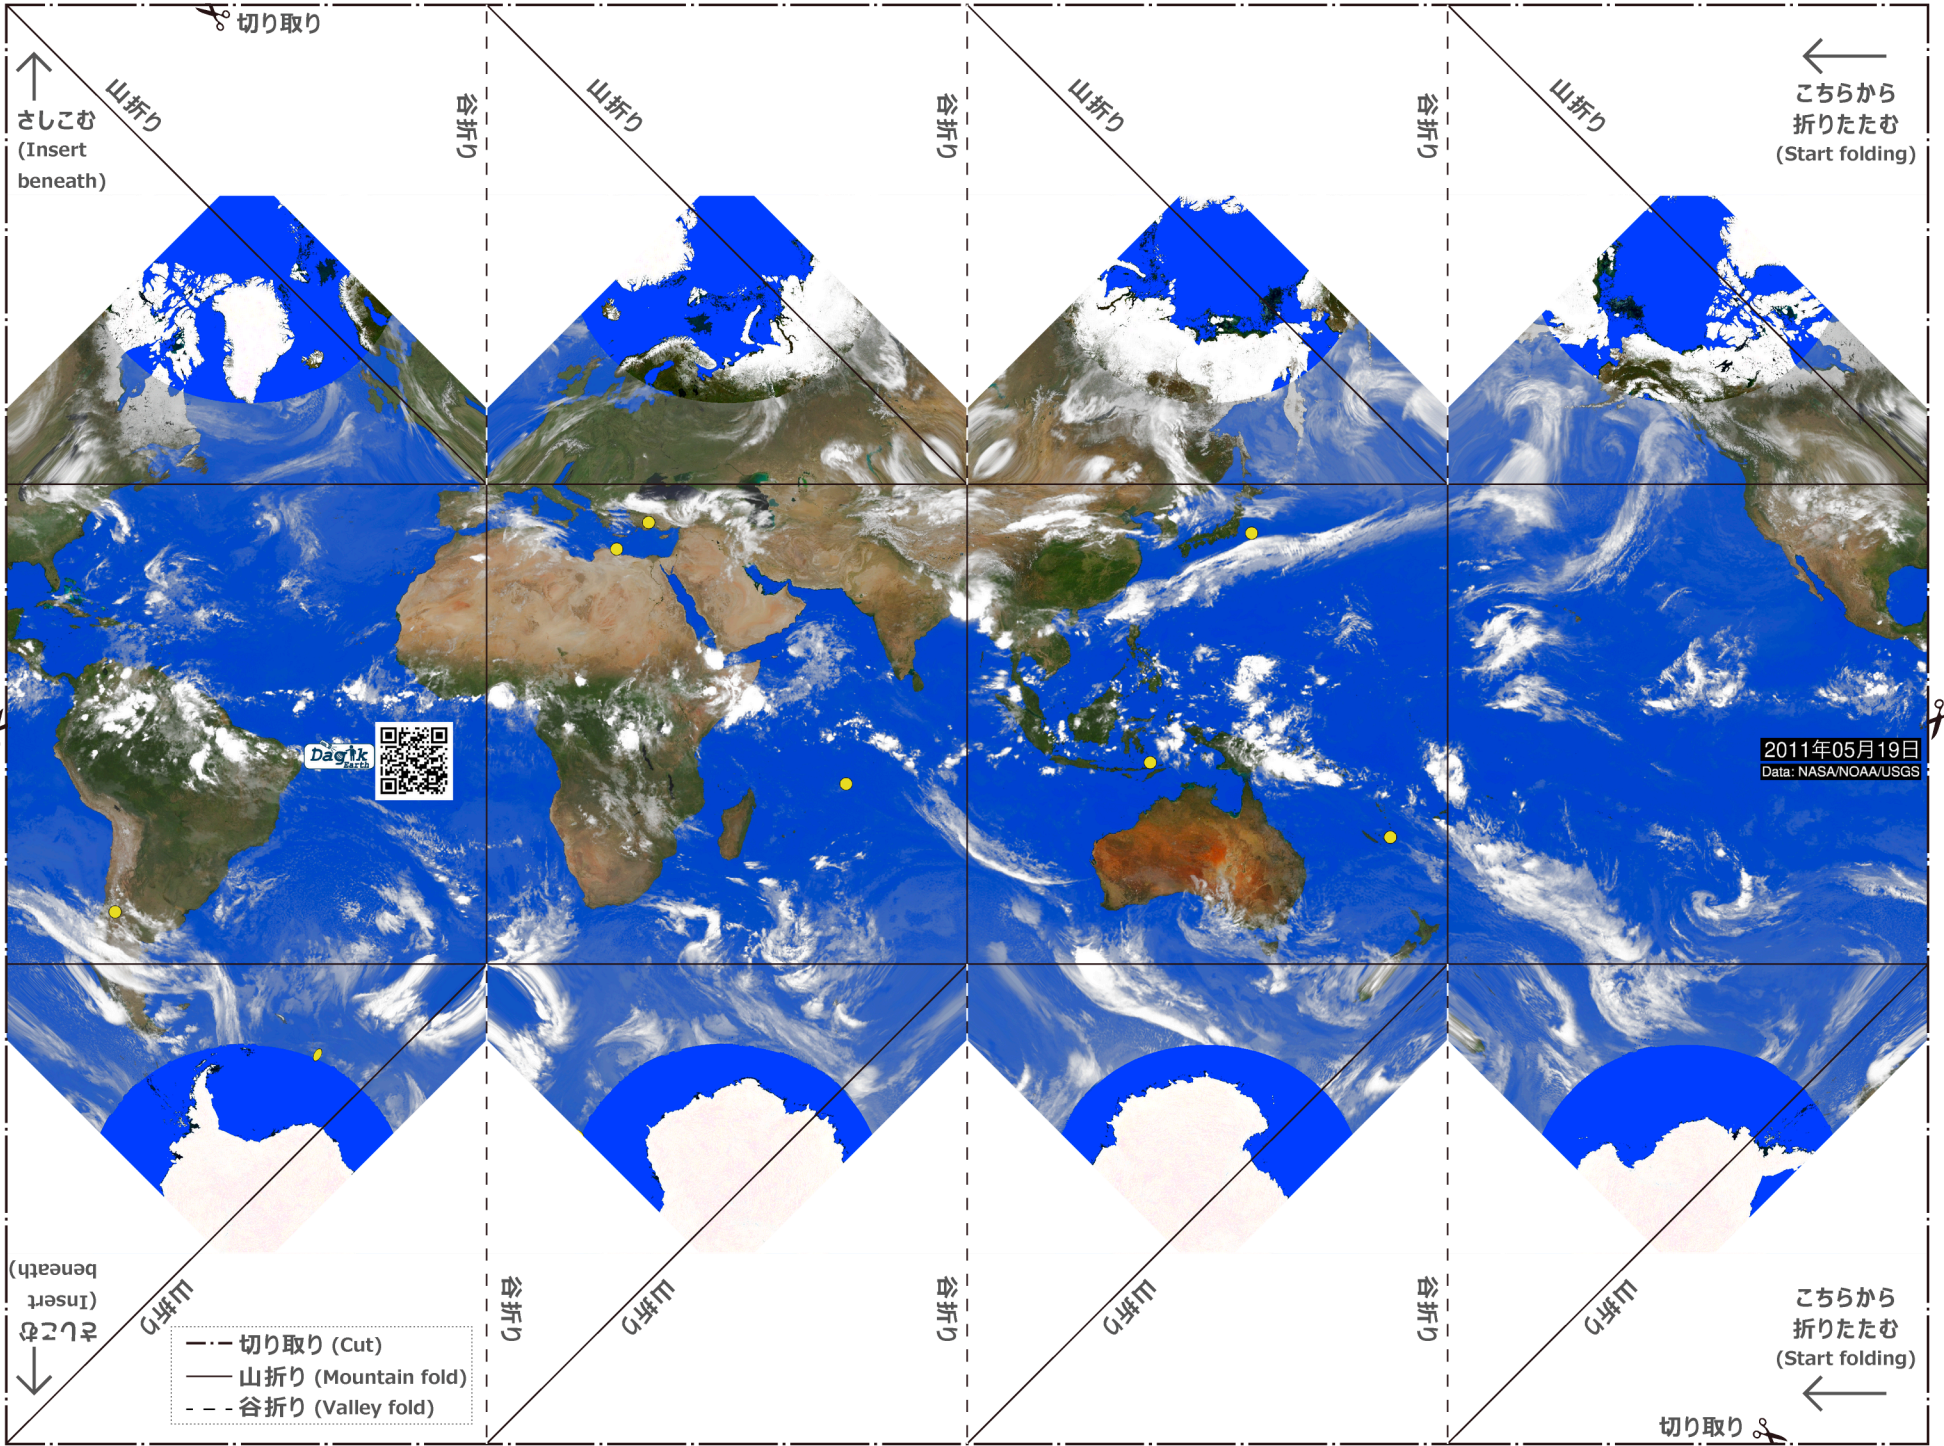 切り取り
山折り
谷折り
山折り
谷折り
山折り
谷折り
山折り
さしこむ
(Insert
beneath)
こちらから
折りたたむ
(Start folding)
Dagik
Earth
2011年05月19日
Data: NASA/NOAA/USGS
さしこむ
(Insert
beneath)
山折り
谷折り
山折り
谷折り
山折り
谷折り
山折り
切り取り (Cut)
山折り (Mountain fold)
谷折り (Valley fold)
こちらから
折りたたむ
(Start folding)
切り取り